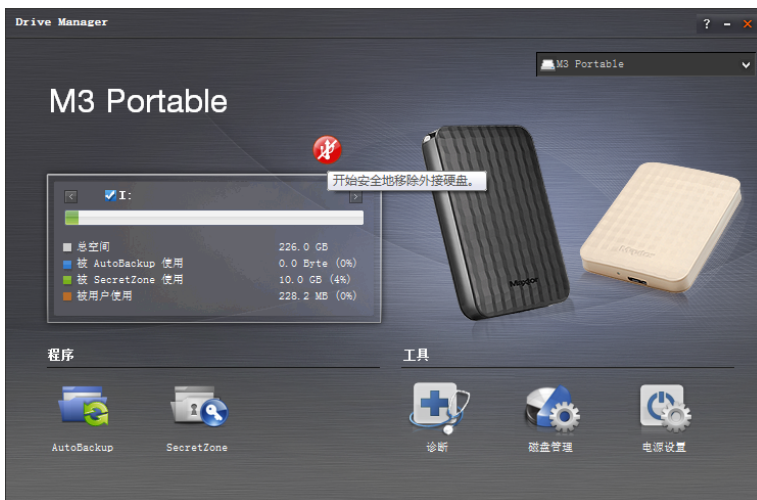 Drive Manager
? - ×
M3 Portable
M3 Portable
开始安全地移除外接硬盘。
< I: >
总空间 226.0 GB
被 AutoBackup 使用 0.0 Byte (0%)
被 SecretZone 使用 10.0 GB (4%)
被用户使用 228.2 MB (0%)
Maxtor
Maxtor
程序
工具
AutoBackup
SecretZone
诊断
磁盘管理
电源设置